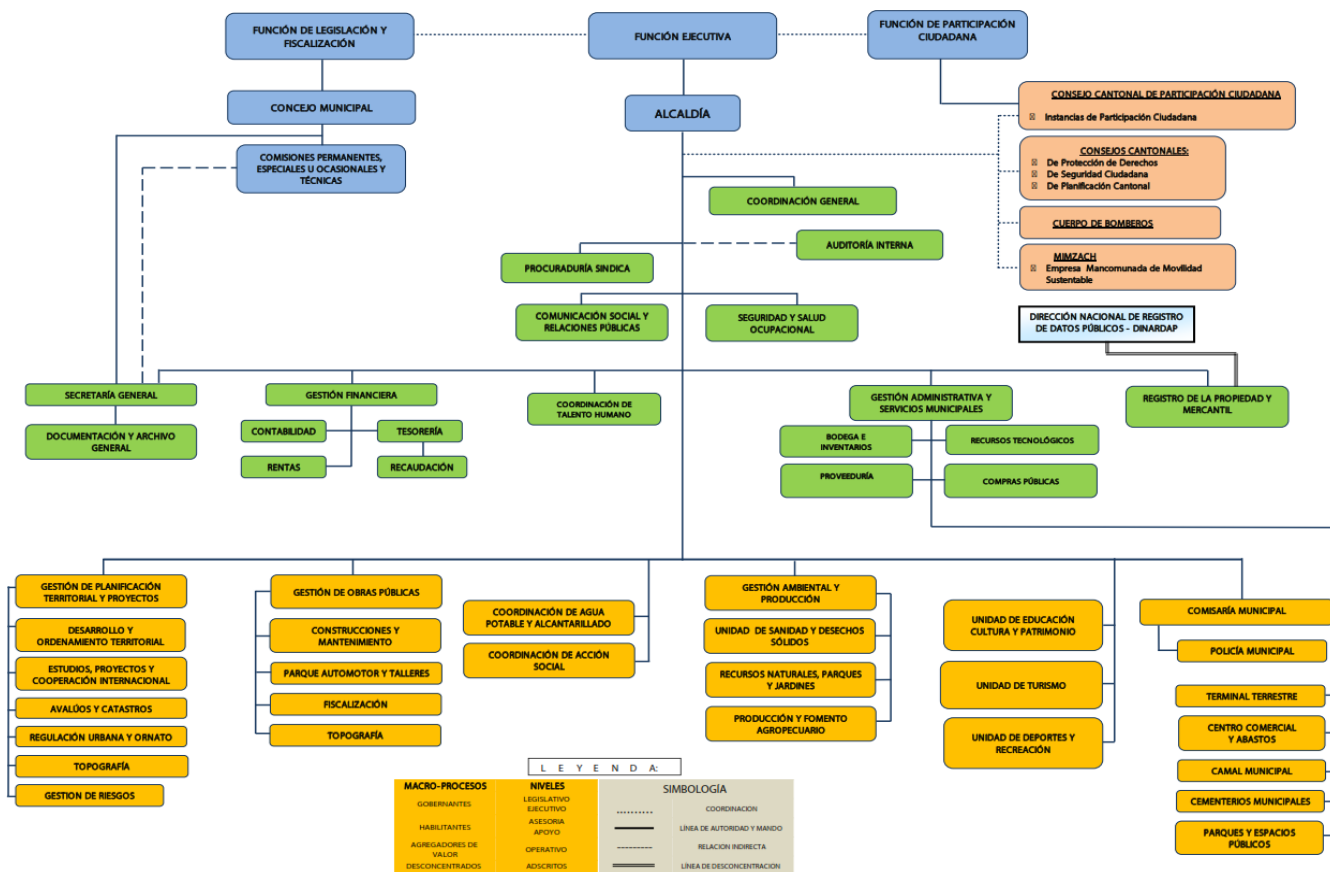 FUNCIÓN DE LEGISLACIÓN Y
FISCALIZACIÓN
FUNCIÓN EJECUTIVA
FUNCIÓN DE PARTICIPACIÓN
CIUDADANA
CONCEJO MUNICIPAL
ALCALDÍA
CONSEJO CANTONAL DE PARTICIPACIÓN CIUDADANA
Instancias de Participación Ciudadana
COMISIONES PERMANENTES,
ESPECIALES U OCASIONALES Y
TÉCNICAS
CONSEJOS CANTONALES:
De Protección de Derechos
De Seguridad Ciudadana
De Planificación Cantonal
COORDINACIÓN GENERAL
CUERPO DE BOMBEROS
AUDITORÍA INTERNA
PROCURADURÍA SINDICA
MIMZACH
Empresa Mancomunada de Movilidad
Sustentable
COMUNICACIÓN SOCIAL Y
RELACIONES PÚBLICAS
SEGURIDAD Y SALUD
OCUPACIONAL
DIRECCIÓN NACIONAL DE REGISTRO
DE DATOS PÚBLICOS - DINARDAP
SECRETARÍA GENERAL
GESTIÓN FINANCIERA
COORDINACIÓN DE
TALENTO HUMANO
GESTIÓN ADMINISTRATIVA Y
SERVICIOS MUNICIPALES
REGISTRO DE LA PROPIEDAD Y
MERCANTIL
DOCUMENTACIÓN Y ARCHIVO
GENERAL
CONTABILIDAD
TESORERÍA
RENTAS
RECAUDACIÓN
BODEGA E
INVENTARIOS
RECURSOS TECNOLÓGICOS
PROVEEDURÍA
COMPRAS PÚBLICAS
GESTIÓN DE PLANIFICACIÓN
TERRITORIAL Y PROYECTOS
DESARROLLO Y
ORDENAMIENTO TERRITORIAL
ESTUDIOS, PROYECTOS Y
COOPERACIÓN INTERNACIONAL
AVALÚOS Y CATASTROS
REGULACIÓN URBANA Y ORNATO
TOPOGRAFÍA
GESTION DE RIESGOS
GESTIÓN DE OBRAS PÚBLICAS
CONSTRUCCIONES Y
MANTENIMIENTO
PARQUE AUTOMOTOR Y TALLERES
FISCALIZACIÓN
TOPOGRAFÍA
COORDINACIÓN DE AGUA
POTABLE Y ALCANTARILLADO
COORDINACIÓN DE ACCIÓN
SOCIAL
GESTIÓN AMBIENTAL Y
PRODUCCIÓN
UNIDAD DE SANIDAD Y DESECHOS
SÓLIDOS
RECURSOS NATURALES, PARQUES
Y JARDINES
PRODUCCIÓN Y FOMENTO
AGROPECUARIO
UNIDAD DE EDUCACIÓN
CULTURA Y PATRIMONIO
UNIDAD DE TURISMO
UNIDAD DE DEPORTES Y
RECREACIÓN
COMISARÍA MUNICIPAL
POLICÍA MUNICIPAL
TERMINAL TERRESTRE
CENTRO COMERCIAL
Y ABASTOS
CAMAL MUNICIPAL
CEMENTERIOS MUNICIPALES
PARQUES Y ESPACIOS
PÚBLICOS
L E Y E N D A:
MACRO-PROCESOS
NIVELES
SIMBOLOGÍA
GOBERNANTES
LEGISLATIVO
EJECUTIVO
COORDINACION
HABILITANTES
ASESORIA
APOYO
LÍNEA DE AUTORIDAD Y MANDO
AGREGADORES DE
VALOR
OPERATIVO
RELACION INDIRECTA
DESCONCENTRADOS
ADSCRITOS
LÍNEA DE DESCONCENTRACION